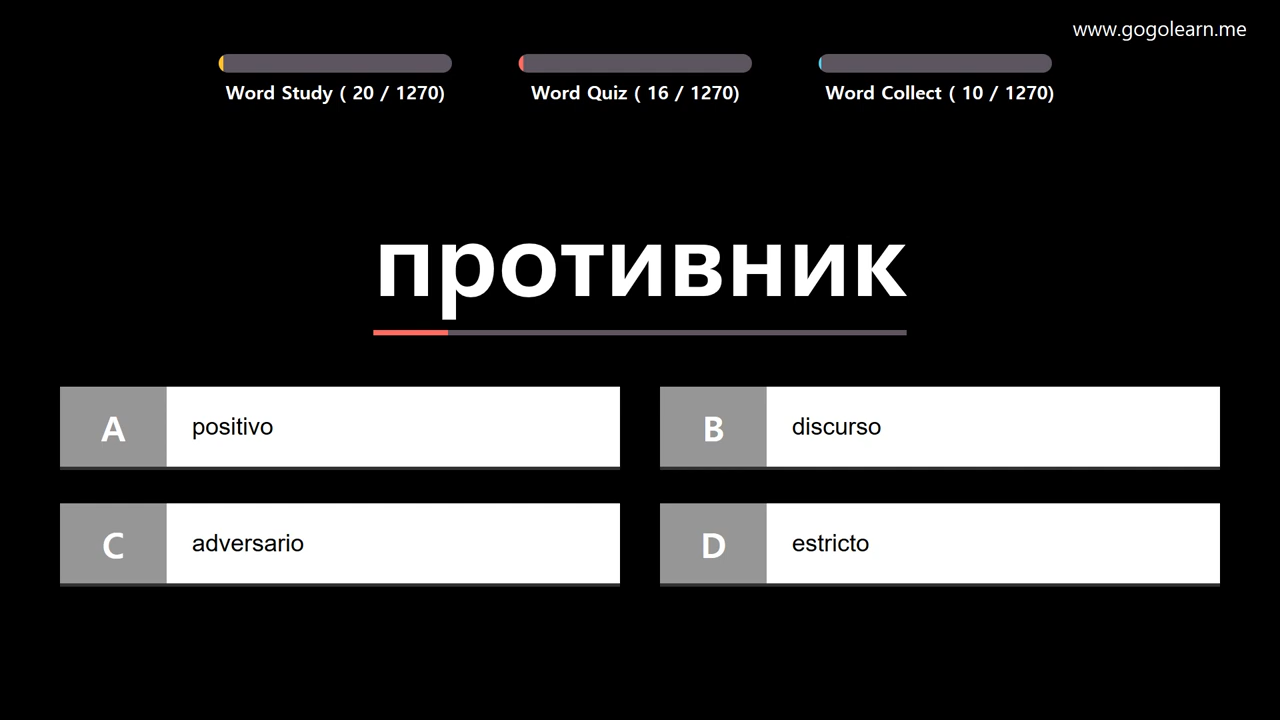 www.gogolearn.me
Word Study ( 20 / 1270)
Word Quiz ( 16 / 1270)
Word Collect ( 10 / 1270)
противник
A positivo
B discurso
C adversario
D estricto